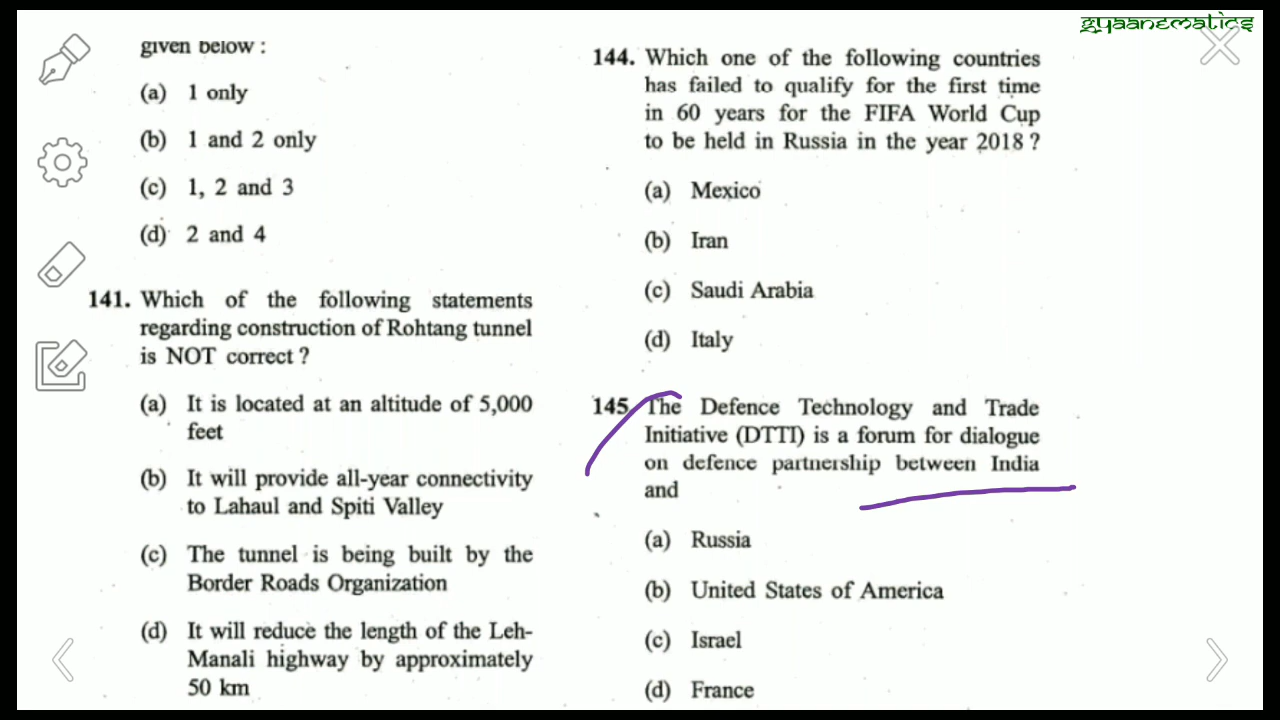 gyaanematics
given below :
(a) 1 only
(b) 1 and 2 only
(c) 1, 2 and 3
(d) 2 and 4
141. Which of the following statements
regarding construction of Rohtang tunnel
is NOT correct ?
(a) It is located at an altitude of 5,000
feet
(b) It will provide all-year connectivity
to Lahaul and Spiti Valley
(c) The tunnel is being built by the
Border Roads Organization
(d) It will reduce the length of the Leh-
Manali highway by approximately
50 km
144. Which one of the following countries
has failed to qualify for the first time
in 60 years for the FIFA World Cup
to be held in Russia in the year 2018 ?
(a) Mexico
(b) Iran
(c) Saudi Arabia
(d) Italy
145. The Defence Technology and Trade
Initiative (DTTI) is a forum for dialogue
on defence partnership between India
and
(a) Russia
(b) United States of America
(c) Israel
(d) France